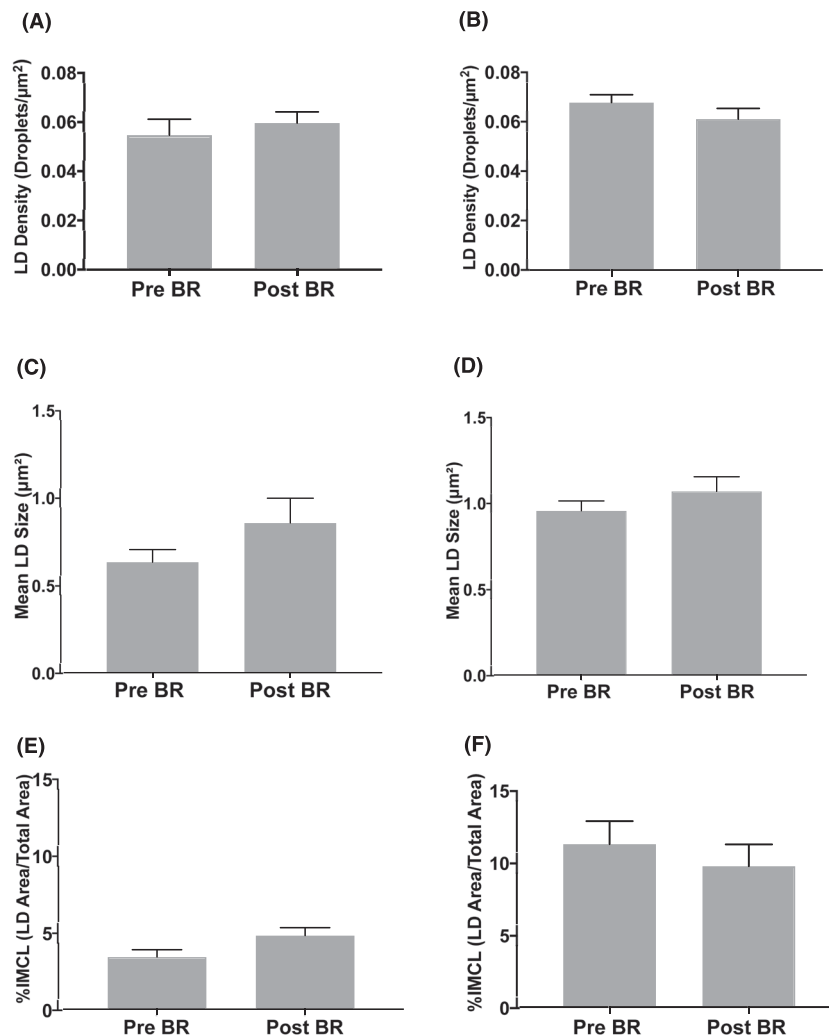 (A)
LD Density (Droplets/µm²)
0.08
0.06
0.04
0.02
0.00
Pre BR
Post BR
(B)
LD Density (Droplets/µm²)
0.08
0.06
0.04
0.02
0.00
Pre BR
Post BR
(C)
Mean LD Size (µm²)
1.5
1.0
0.5
0.0
Pre BR
Post BR
(D)
Mean LD Size (µm²)
1.5
1.0
0.5
0.0
Pre BR
Post BR
(E)
%IMCL (LD Area/Total Area)
15
10
5
0
Pre BR
Post BR
(F)
%IMCL (LD Area/Total Area)
15
10
5
0
Pre BR
Post BR